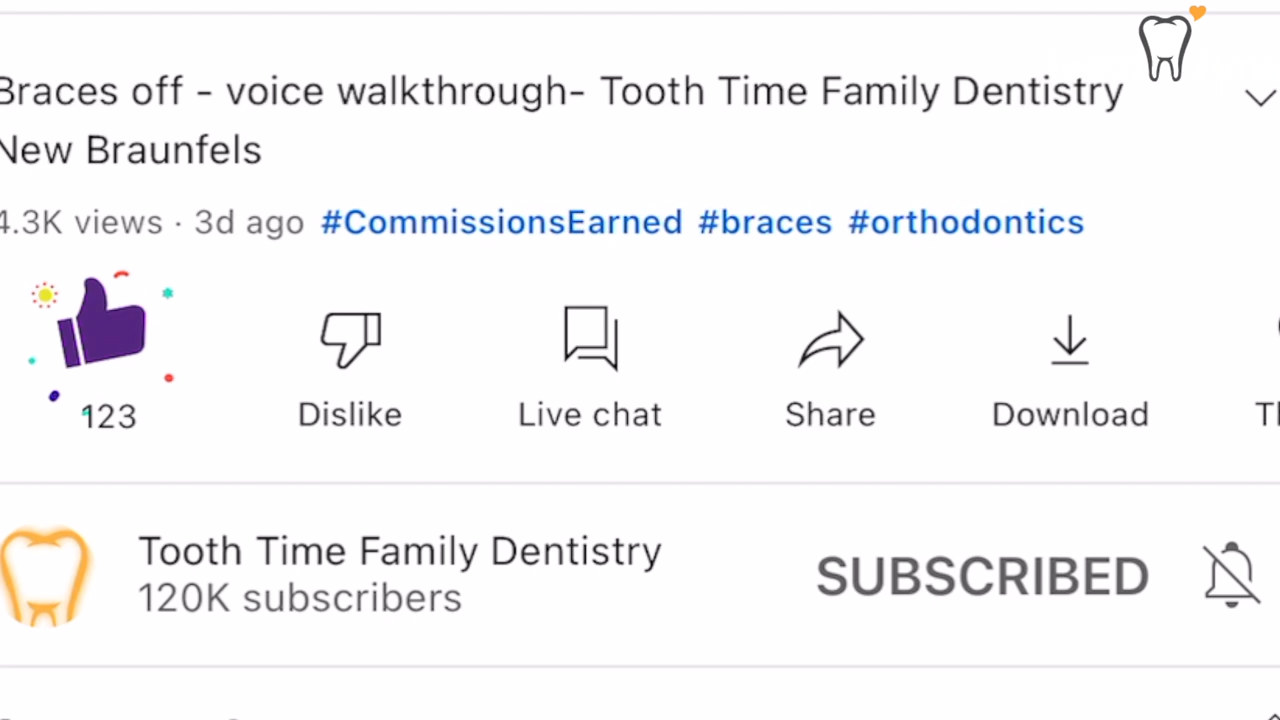 Braces off - voice walkthrough- Tooth Time Family Dentistry
New Braunfels
4.3K views · 3d ago #CommissionsEarned #braces #orthodontics
123
Dislike
Live chat
Share
Download
Tooth Time Family Dentistry
120K subscribers
SUBSCRIBED